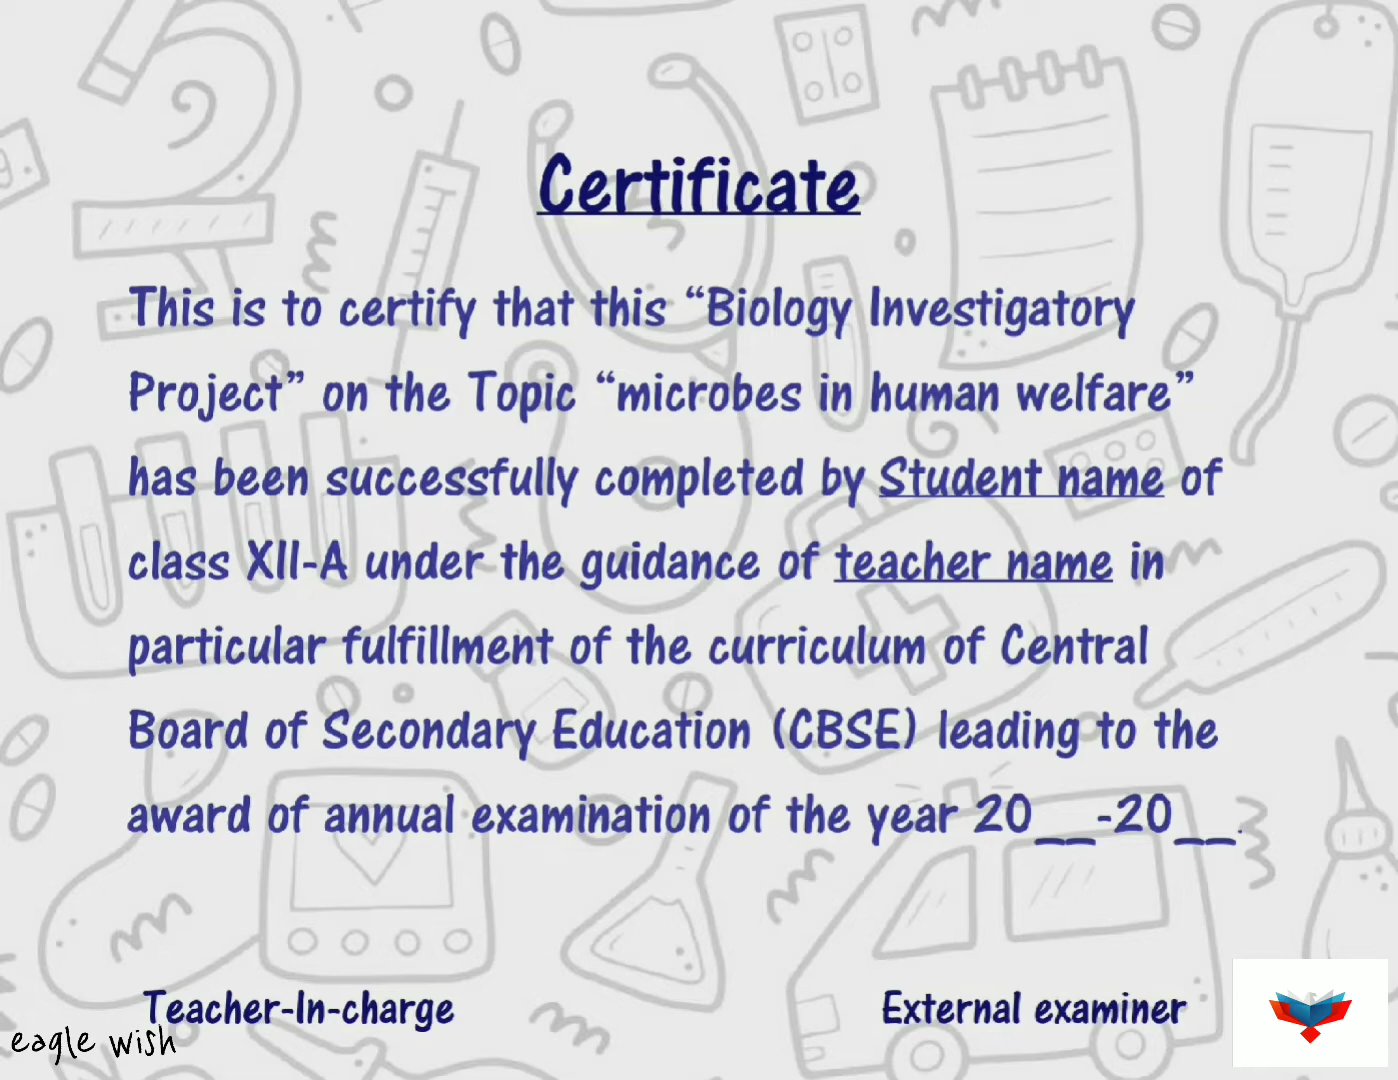 Certificate
This is to certify that this “Biology Investigatory
Project” on the Topic “microbes in human welfare”
has been successfully completed by Student name of
class XII-A under the guidance of teacher name in
particular fulfillment of the curriculum of Central
Board of Secondary Education (CBSE) leading to the
award of annual examination of the year 20__-20__.
Teacher-In-charge
External examiner
eagle wish